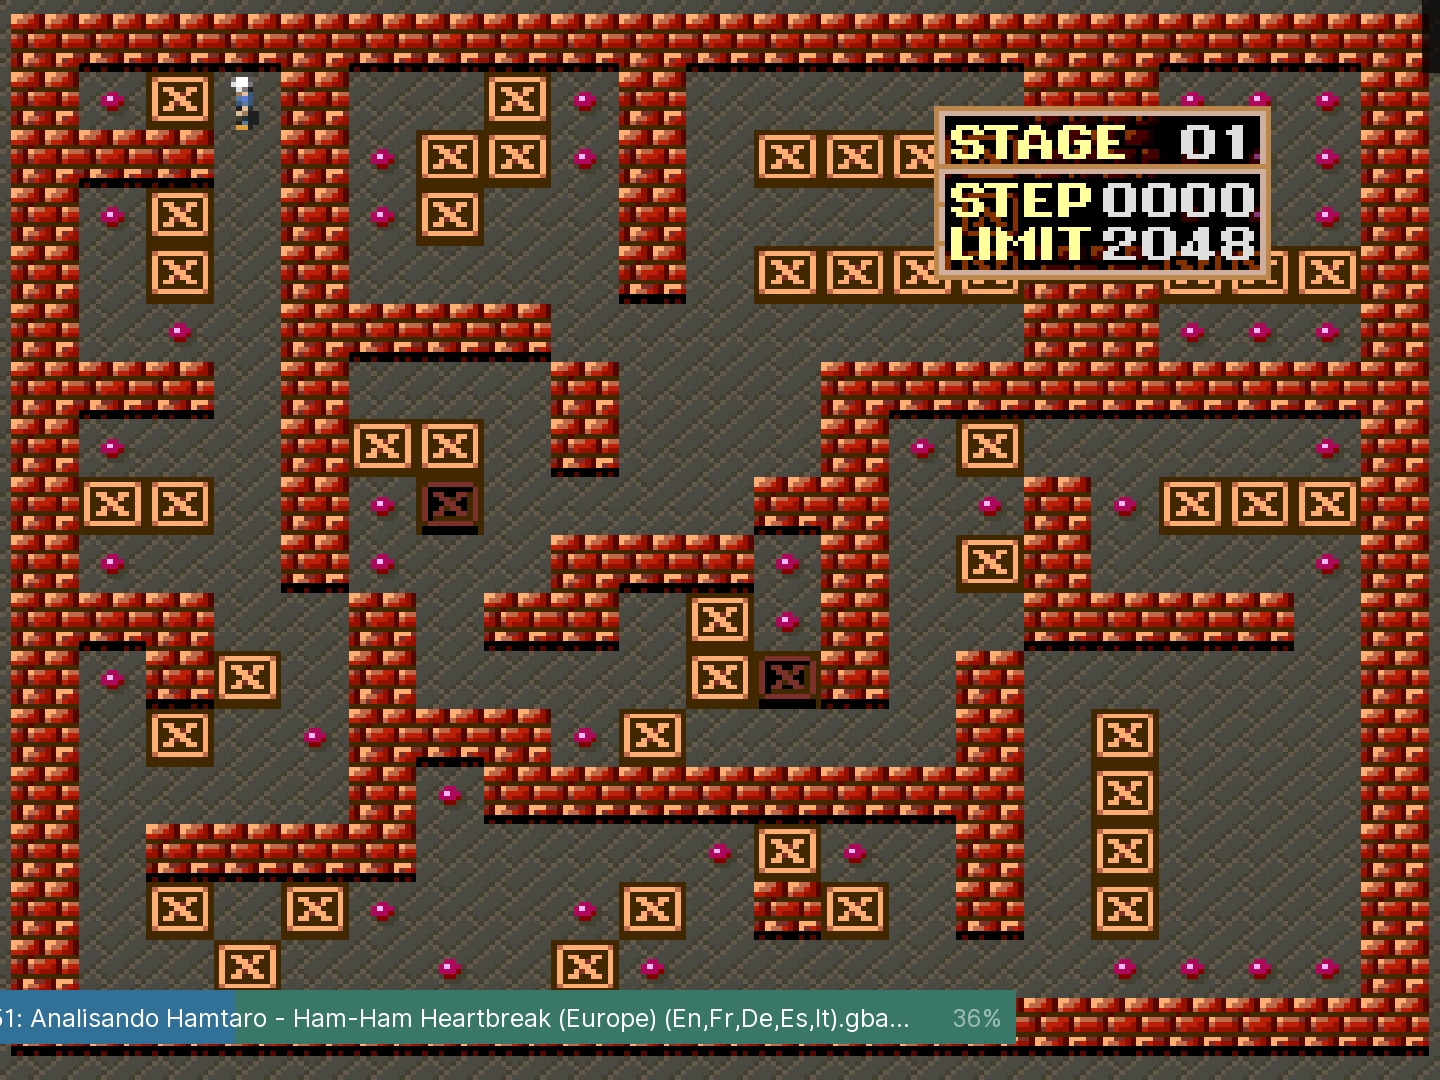 STAGE 01
STEP 0000
LIMIT 2048
51: Analisando Hamtaro - Ham-Ham Heartbreak (Europe) (En,Fr,De,Es,It).gba... 36%